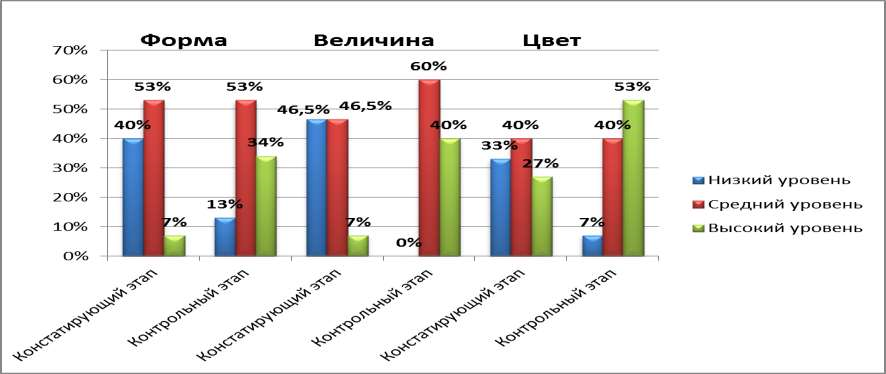 Форма Величина Цвет
70%
60%
50%
40%
30%
20%
10%
0%
40% 53% 7%
13% 53% 34%
46,5% 46,5% 7%
0% 60% 40%
33% 40% 27%
7% 40% 53%
Констатирующий этап
Контрольный этап
Констатирующий этап
Контрольный этап
Констатирующий этап
Контрольный этап
Низкий уровень
Средний уровень
Высокий уровень